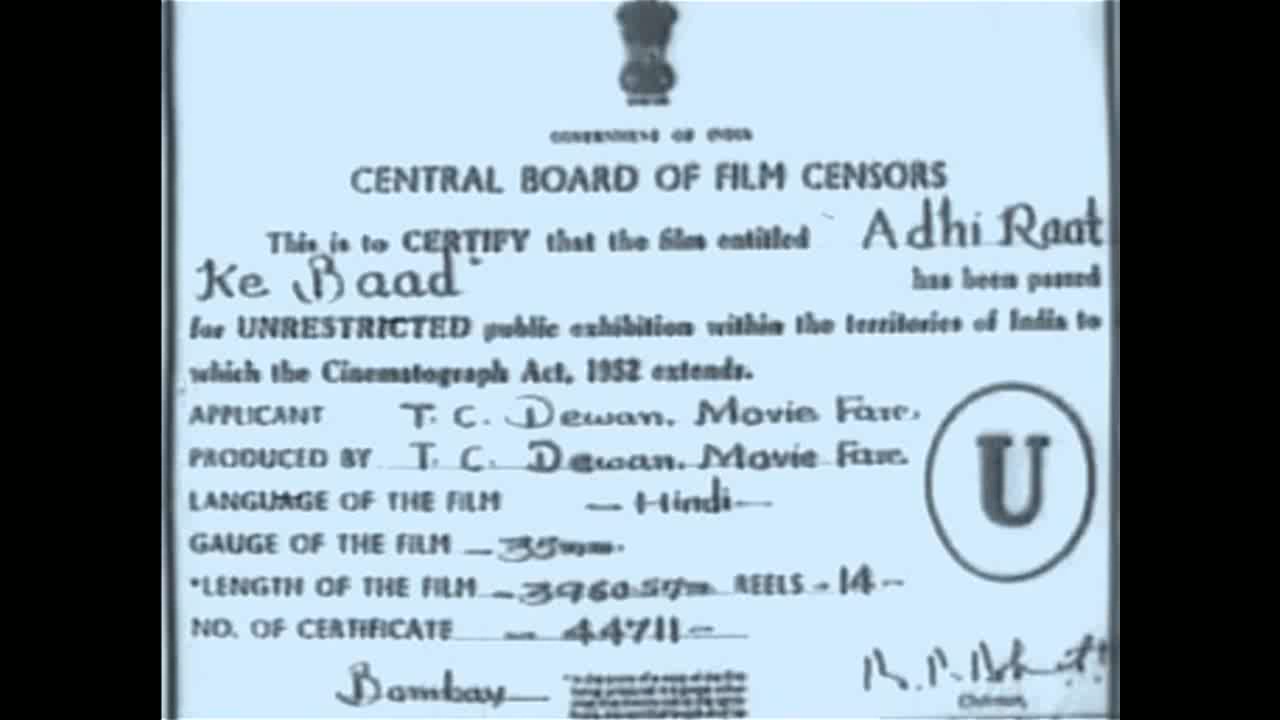 GOVERNMENT OF INDIA
CENTRAL BOARD OF FILM CENSORS
This is to CERTIFY that the film entitled "Adhi Raat
Ke Baad" has been passed
for UNRESTRICTED public exhibition within the territories of India to
which the Cinematograph Act, 1952 extends.
APPLICANT T. C. Dewan. Movie Fare.
PRODUCED BY T. C. Dewan. Movie Fare.
LANGUAGE OF THE FILM — Hindi —
GAUGE OF THE FILM — 35mm.
*LENGTH OF THE FILM — REELS - 14 -
NO. OF CERTIFICATE — 44711 -
U
Bombay
Chairman,